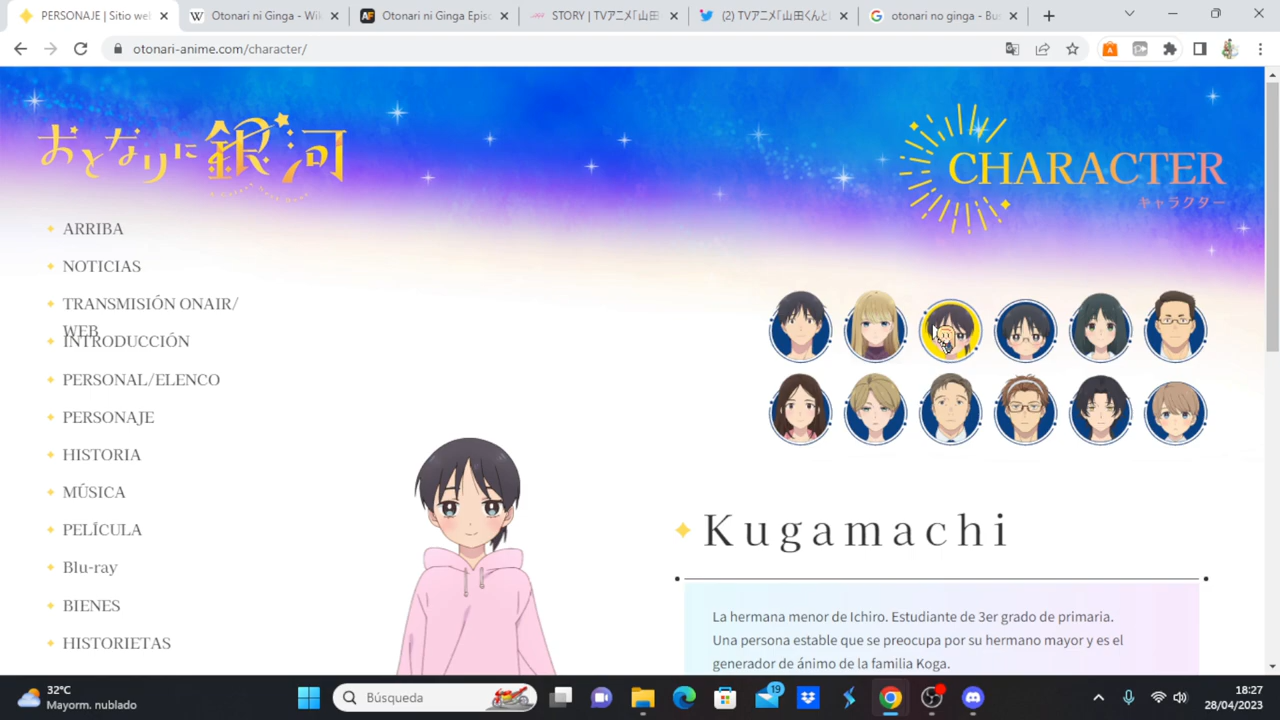 PERSONAJE | Sitio wel
Otonari ni Ginga - Wik
Otonari ni Ginga Episo
STORY | TVアニメ「山田
(2) TVアニメ「山田くんと
otonari no ginga - Bus
otonari-anime.com/character/
おとなりに銀河
CHARACTER
キャラクター
ARRIBA
NOTICIAS
TRANSMISIÓN ONAIR/
WEB
INTRODUCCIÓN
PERSONAL/ELENCO
PERSONAJE
HISTORIA
MÚSICA
PELÍCULA
Blu-ray
BIENES
HISTORIETAS
Kugamachi
La hermana menor de Ichiro. Estudiante de 3er grado de primaria.
Una persona estable que se preocupa por su hermano mayor y es el
generador de ánimo de la familia Koga.
32°C
Mayorm. nublado
Búsqueda
19
18:27
28/04/2023